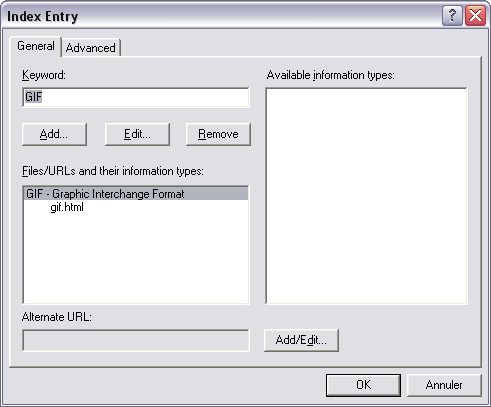 Index Entry
General
Advanced
Keyword:
Available information types:
GIF
Add...
Edit...
Remove
Files/URLs and their information types:
GIF - Graphic Interchange Format
gif.html
Alternate URL:
Add/Edit...
OK
Annuler